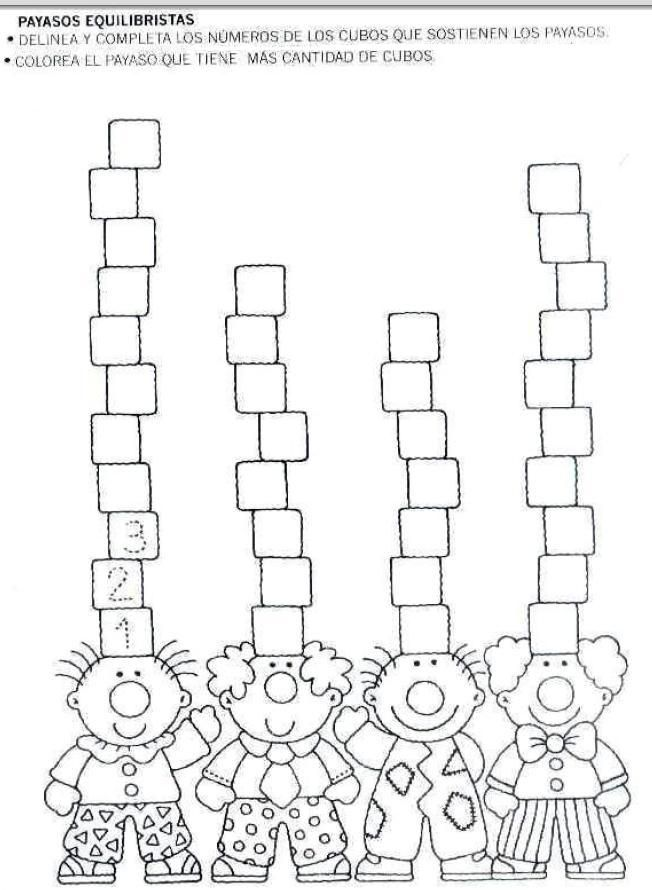 PAYASOS EQUILIBRISTAS
• DELINEA Y COMPLETA LOS NÚMEROS DE LOS CUBOS QUE SOSTIENEN LOS PAYASOS.
• COLOREA EL PAYASO QUE TIENE MÁS CANTIDAD DE CUBOS.
3
2
1